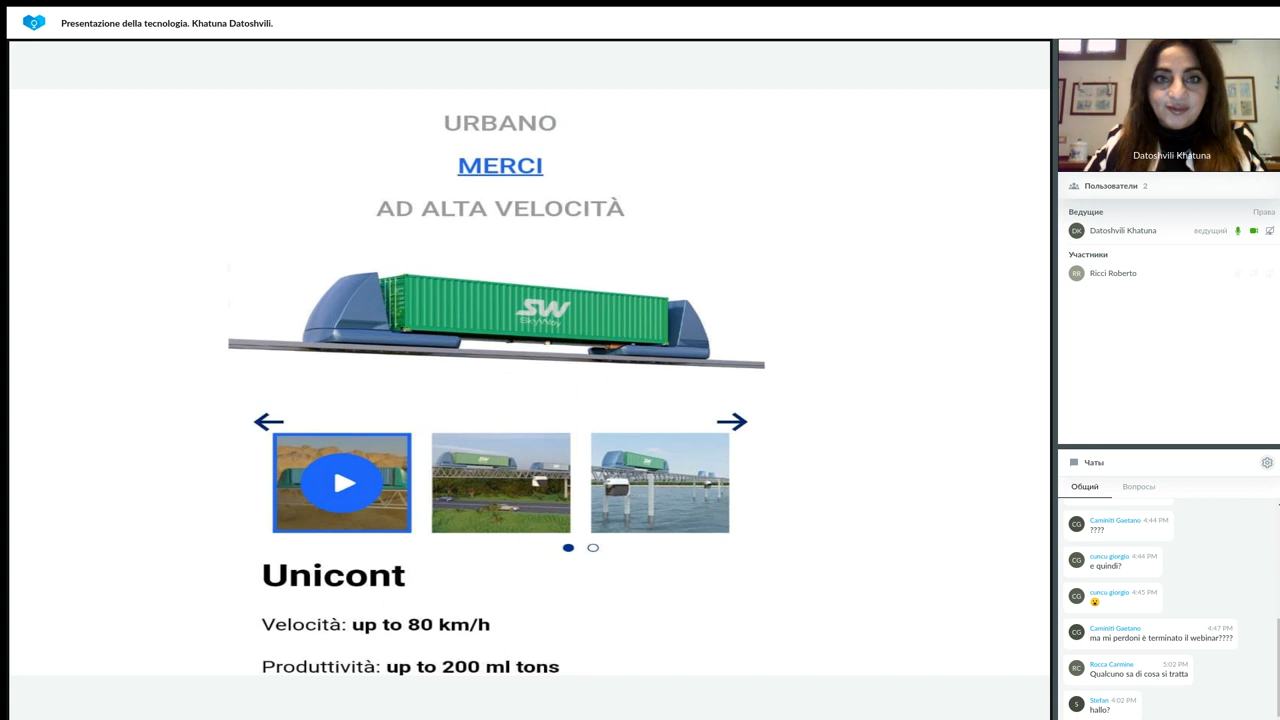 Presentazione della tecnologia. Khatuna Datoshvili.
URBANO
MERCI
AD ALTA VELOCITÀ
SW
SkyWay
Unicont
Velocità: up to 80 km/h
Produttività: up to 200 ml tons
Datoshvili Khatuna
Пользователи 2
Ведущие Права
DK Datoshvili Khatuna ведущий
Участники
RR Ricci Roberto
Чаты
Общий Вопросы
CG Caminiti Gaetano 4:44 PM
????
CG cuncu giorgio 4:44 PM
e quindi?
CG cuncu giorgio 4:45 PM
😮
CG Caminiti Gaetano 4:47 PM
ma mi perdoni è terminato il webinar????
RC Rocca Carmine 5:02 PM
Qualcuno sa di cosa si tratta
S Stefan 4:02 PM
hallo?